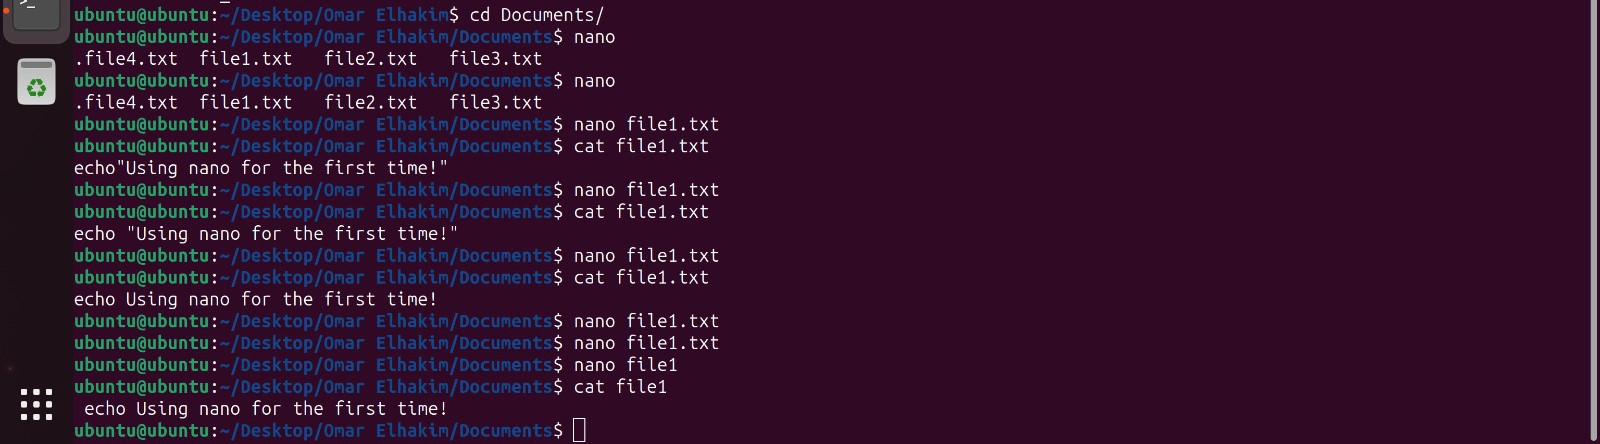 >_
ubuntu@ubuntu:~/Desktop/Omar Elhakim$ cd Documents/
ubuntu@ubuntu:~/Desktop/Omar Elhakim/Documents$ nano
.file4.txt  file1.txt   file2.txt   file3.txt
ubuntu@ubuntu:~/Desktop/Omar Elhakim/Documents$ nano
.file4.txt  file1.txt   file2.txt   file3.txt
ubuntu@ubuntu:~/Desktop/Omar Elhakim/Documents$ nano file1.txt
ubuntu@ubuntu:~/Desktop/Omar Elhakim/Documents$ cat file1.txt
echo"Using nano for the first time!"
ubuntu@ubuntu:~/Desktop/Omar Elhakim/Documents$ nano file1.txt
ubuntu@ubuntu:~/Desktop/Omar Elhakim/Documents$ cat file1.txt
echo "Using nano for the first time!"
ubuntu@ubuntu:~/Desktop/Omar Elhakim/Documents$ nano file1.txt
ubuntu@ubuntu:~/Desktop/Omar Elhakim/Documents$ cat file1.txt
echo Using nano for the first time!
ubuntu@ubuntu:~/Desktop/Omar Elhakim/Documents$ nano file1.txt
ubuntu@ubuntu:~/Desktop/Omar Elhakim/Documents$ nano file1.txt
ubuntu@ubuntu:~/Desktop/Omar Elhakim/Documents$ nano file1
ubuntu@ubuntu:~/Desktop/Omar Elhakim/Documents$ cat file1
 echo Using nano for the first time!
ubuntu@ubuntu:~/Desktop/Omar Elhakim/Documents$